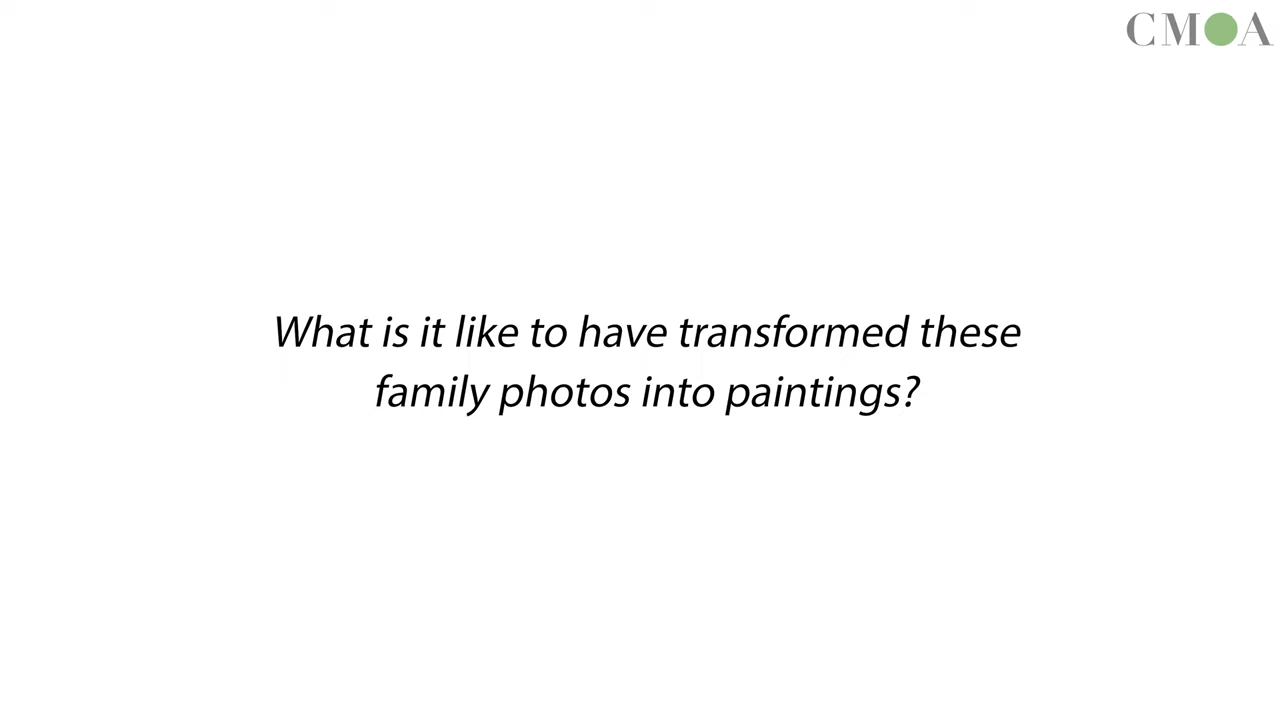 CMOA
What is it like to have transformed these
family photos into paintings?